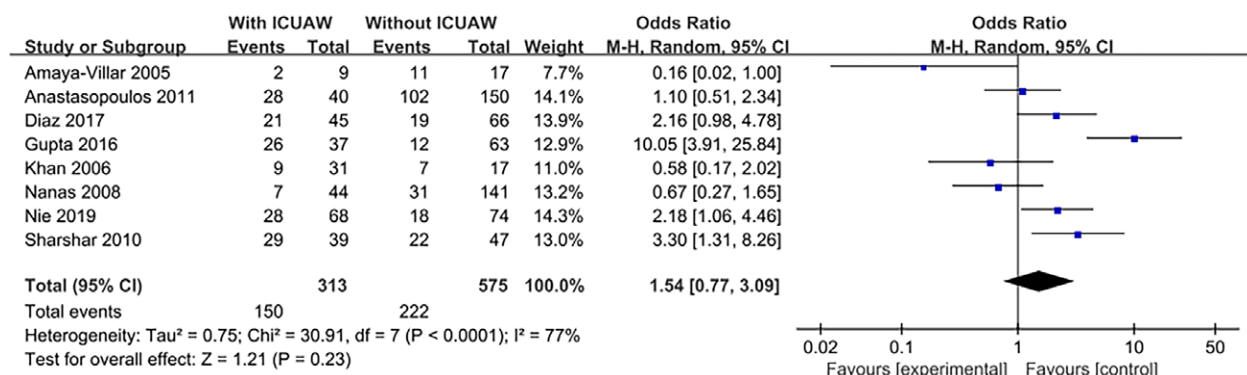 With ICUAW Without ICUAW Odds Ratio Odds Ratio
Study or Subgroup Events Total Events Total Weight M-H, Random, 95% CI M-H, Random, 95% CI
Amaya-Villar 2005 2 9 11 17 7.7% 0.16 [0.02, 1.00]
Anastasopoulos 2011 28 40 102 150 14.1% 1.10 [0.51, 2.34]
Diaz 2017 21 45 19 66 13.9% 2.16 [0.98, 4.78]
Gupta 2016 26 37 12 63 12.9% 10.05 [3.91, 25.84]
Khan 2006 9 31 7 17 11.0% 0.58 [0.17, 2.02]
Nanas 2008 7 44 31 141 13.2% 0.67 [0.27, 1.65]
Nie 2019 28 68 18 74 14.3% 2.18 [1.06, 4.46]
Sharshar 2010 29 39 22 47 13.0% 3.30 [1.31, 8.26]
Total (95% CI) 313 575 100.0% 1.54 [0.77, 3.09]
Total events 150 222
Heterogeneity: Tau² = 0.75; Chi² = 30.91, df = 7 (P < 0.0001); I² = 77%
Test for overall effect: Z = 1.21 (P = 0.23)
0.02 0.1 1 10 50
Favours [experimental] Favours [control]